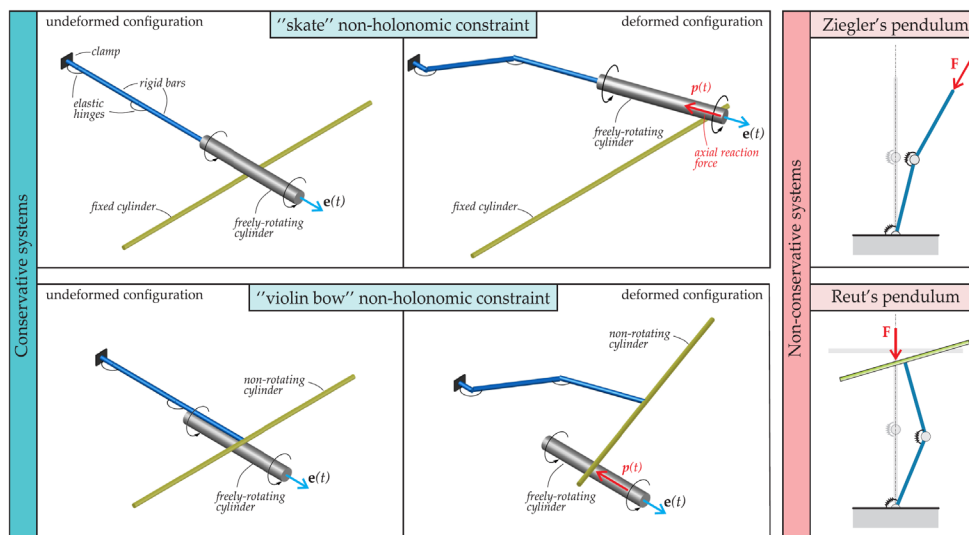 Conservative systems
"skate" non-holonomic constraint
undeformed configuration
clamp
rigid bars
elastic
hinges
fixed cylinder
freely-rotating
cylinder
e(t)
deformed configuration
p(t)
freely-rotating
cylinder
e(t)
axial reaction
force
fixed cylinder
"violin bow" non-holonomic constraint
undeformed configuration
non-rotating
cylinder
freely-rotating
cylinder
e(t)
deformed configuration
non-rotating
cylinder
p(t)
freely-rotating
cylinder
e(t)
Non-conservative systems
Ziegler's pendulum
F
Reut's pendulum
F